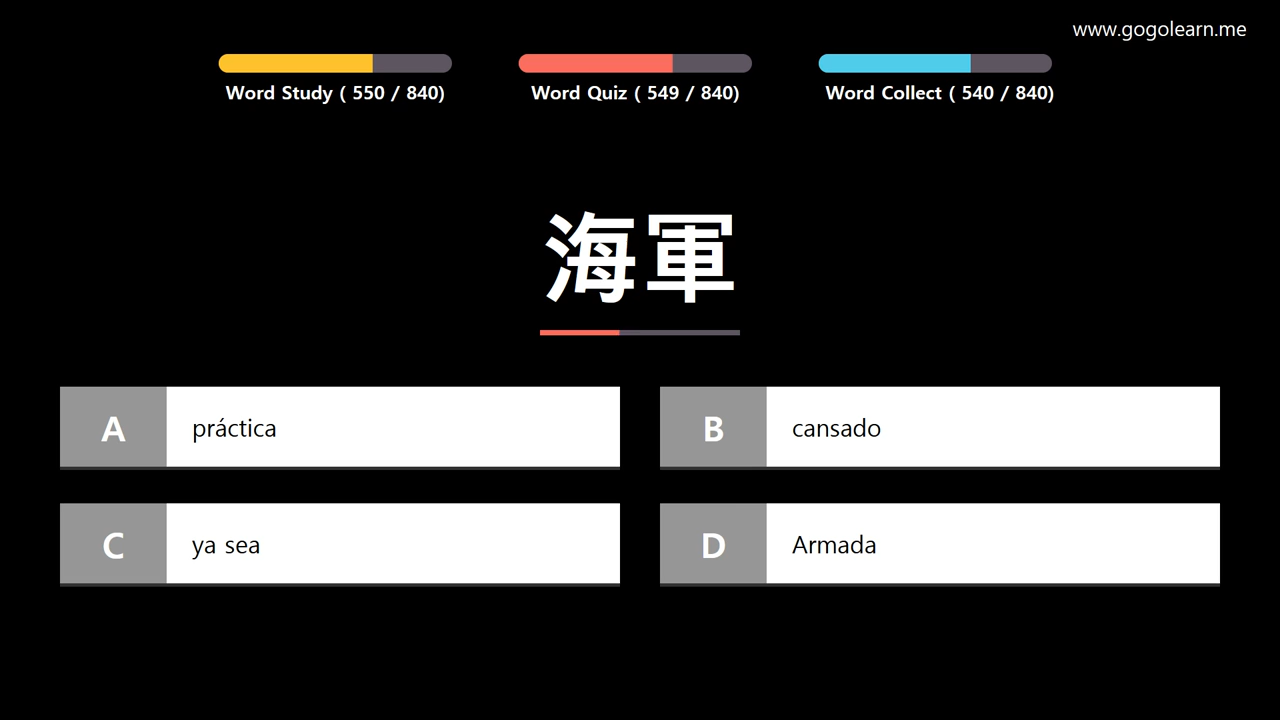 www.gogolearn.me
Word Study ( 550 / 840)
Word Quiz ( 549 / 840)
Word Collect ( 540 / 840)
海軍
A práctica
B cansado
C ya sea
D Armada